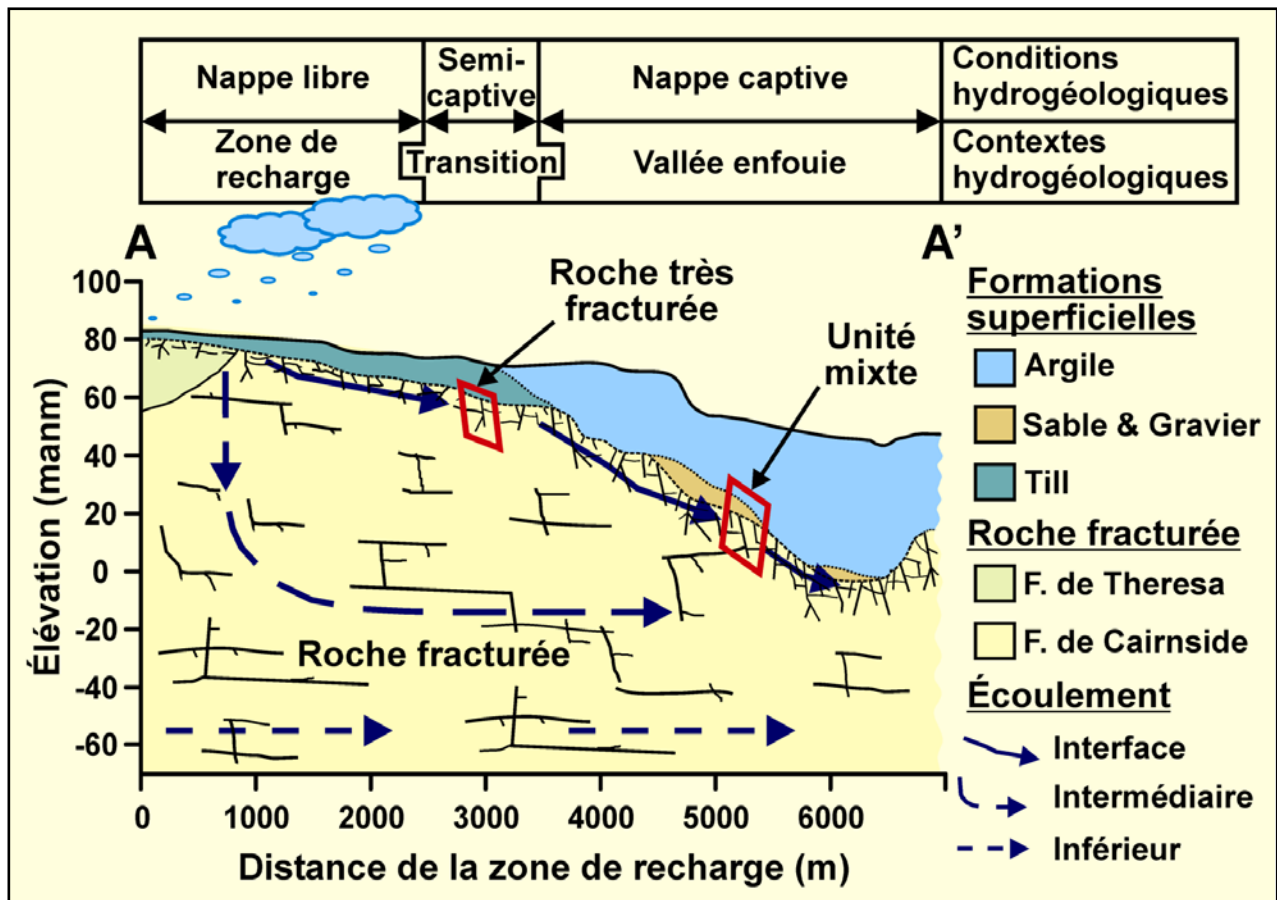 Nappe libre
Semi-
captive
Nappe captive
Conditions
hydrogéologiques
Zone de
recharge
Transition
Vallée enfouie
Contextes
hydrogéologiques
A
A'
Roche très
fracturée
Unité
mixte
Élévation (manm)
100
80
60
40
20
0
-20
-40
-60
Roche fracturée
0
1000
2000
3000
4000
5000
6000
Distance de la zone de recharge (m)
Formations
superficielles
Argile
Sable & Gravier
Till
Roche fracturée
F. de Theresa
F. de Cairnside
Écoulement
Interface
Intermédiaire
Inférieur